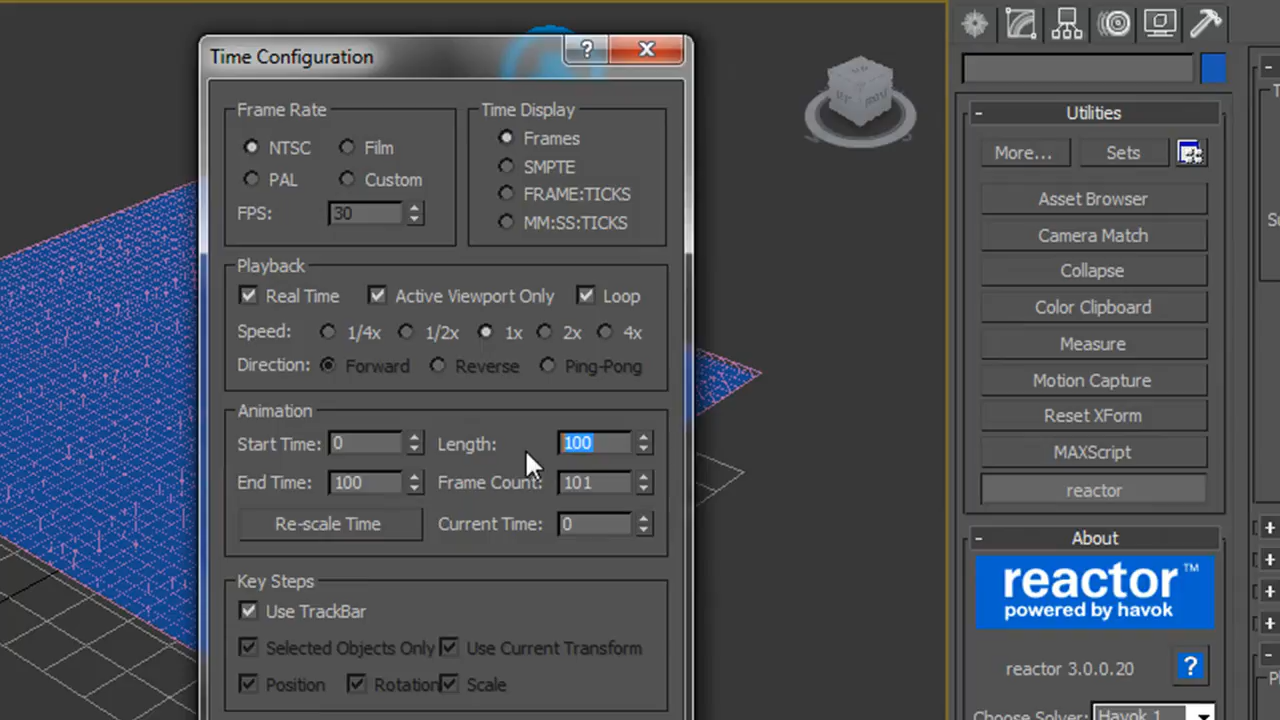 Time Configuration
?
X
Frame Rate
NTSC
Film
PAL
Custom
FPS:
30
Time Display
Frames
SMPTE
FRAME:TICKS
MM:SS:TICKS
Playback
Real Time
Active Viewport Only
Loop
Speed:
1/4x
1/2x
1x
2x
4x
Direction:
Forward
Reverse
Ping-Pong
Animation
Start Time:
0
Length:
100
End Time:
100
Frame Count:
101
Re-scale Time
Current Time:
0
Key Steps
Use TrackBar
Selected Objects Only
Use Current Transform
Position
Rotation
Scale
- Utilities
More...
Sets
Asset Browser
Camera Match
Collapse
Color Clipboard
Measure
Motion Capture
Reset XForm
MAXScript
reactor
- About
reactor™
powered by havok
reactor 3.0.0.20
?
Choose Solver:
Havok 1